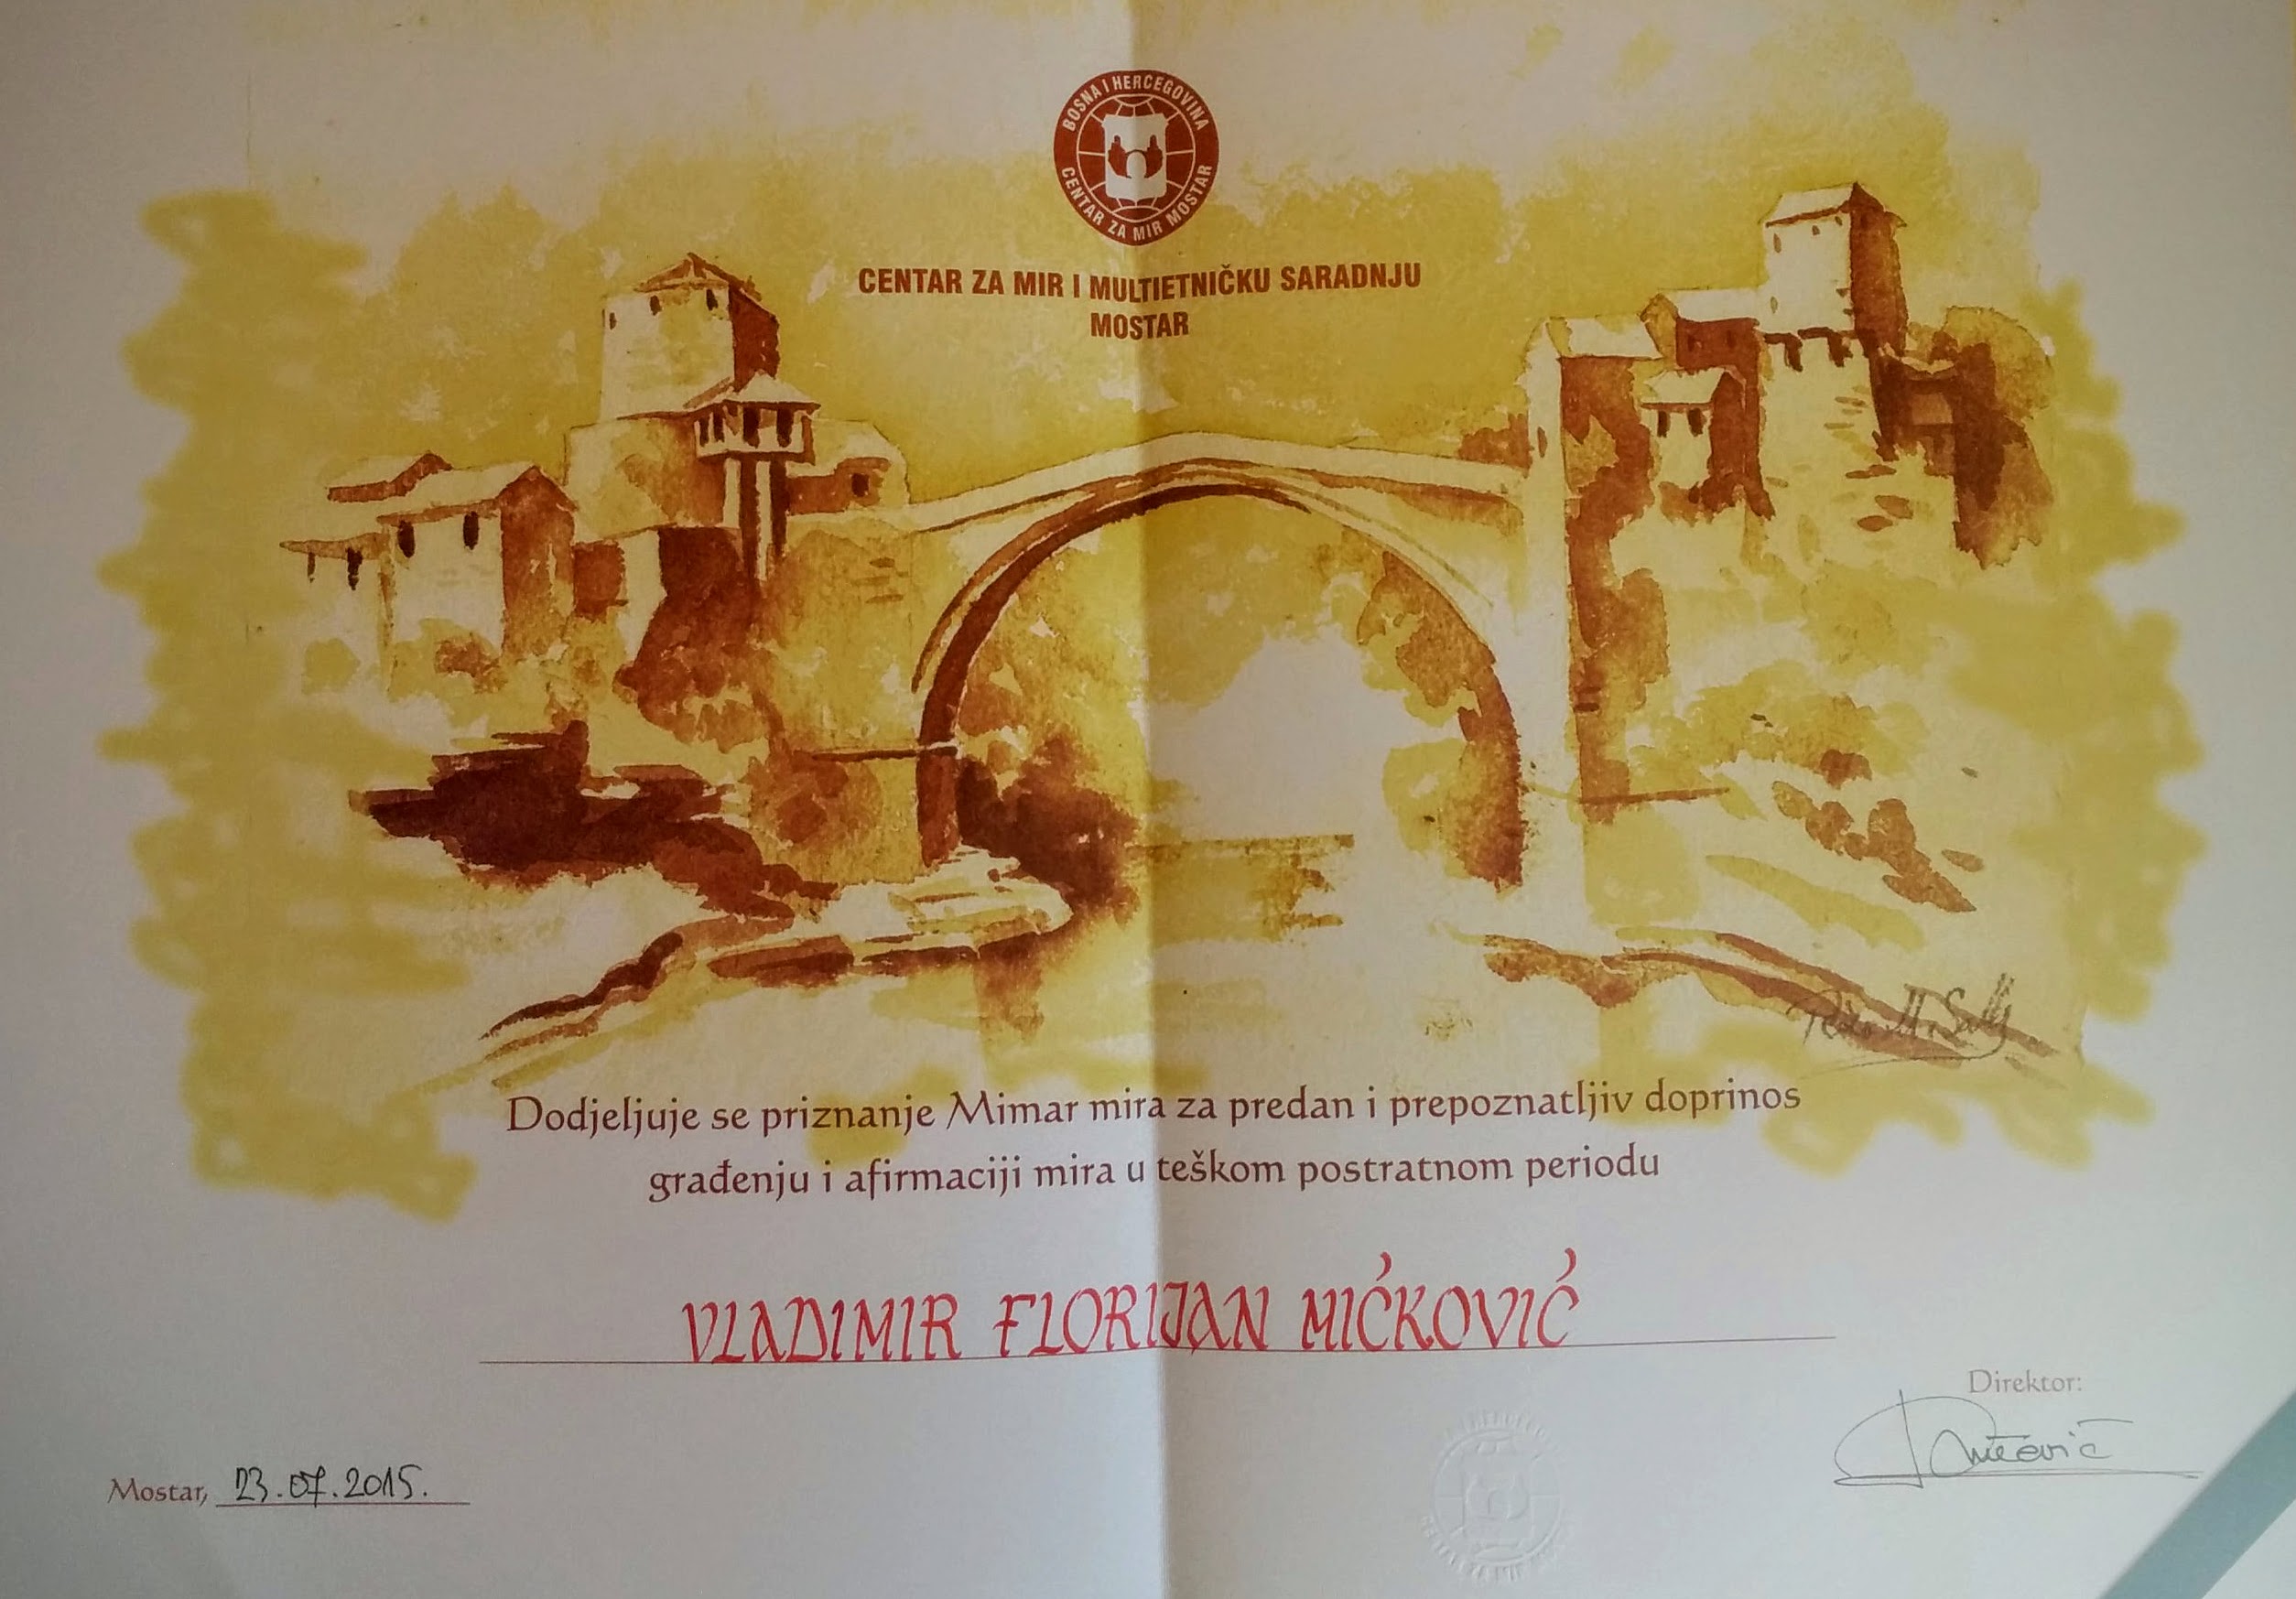 BOSNA I HERCEGOVINA
CENTAR ZA MIR MOSTAR
CENTAR ZA MIR I MULTIETNIČKU SARADNJU
MOSTAR
Dodjeljuje se priznanje Mimar mira za predan i prepoznatljiv doprinos
građenju i afirmaciji mira u teškom postratnom periodu
VLADIMIR FLORIJAN MIĆKOVIĆ
Direktor:
Mostar, 23.07.2015.